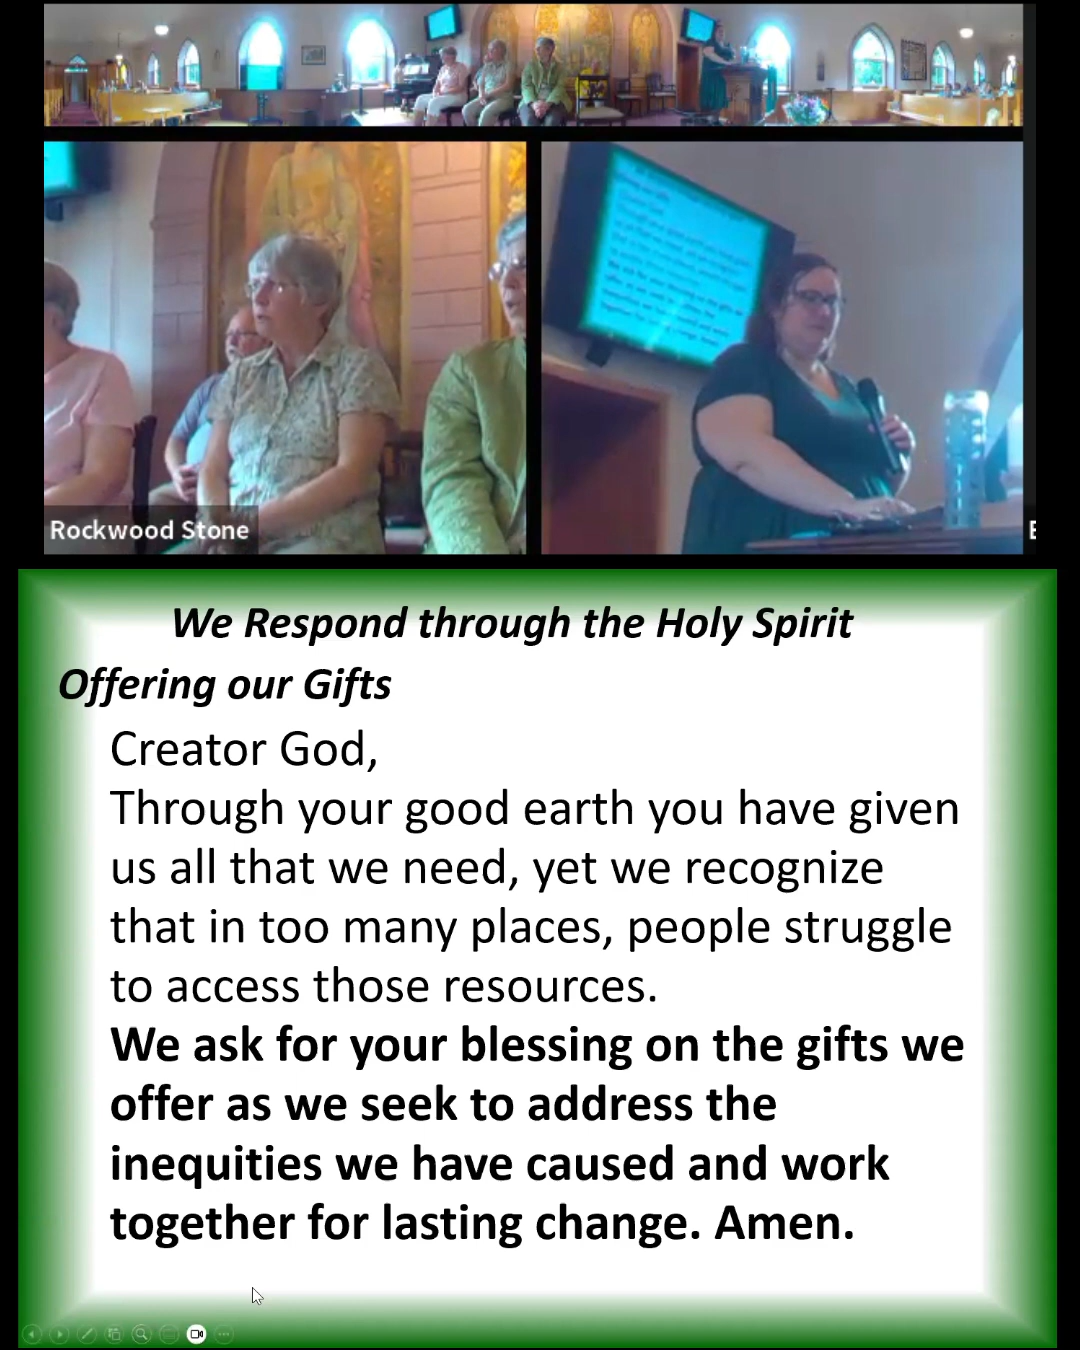 Rockwood Stone
We Respond through the Holy Spirit
Offering our Gifts
Creator God,
Through your good earth you have given
us all that we need, yet we recognize
that in too many places, people struggle
to access those resources.
We ask for your blessing on the gifts we
offer as we seek to address the
inequities we have caused and work
together for lasting change. Amen.